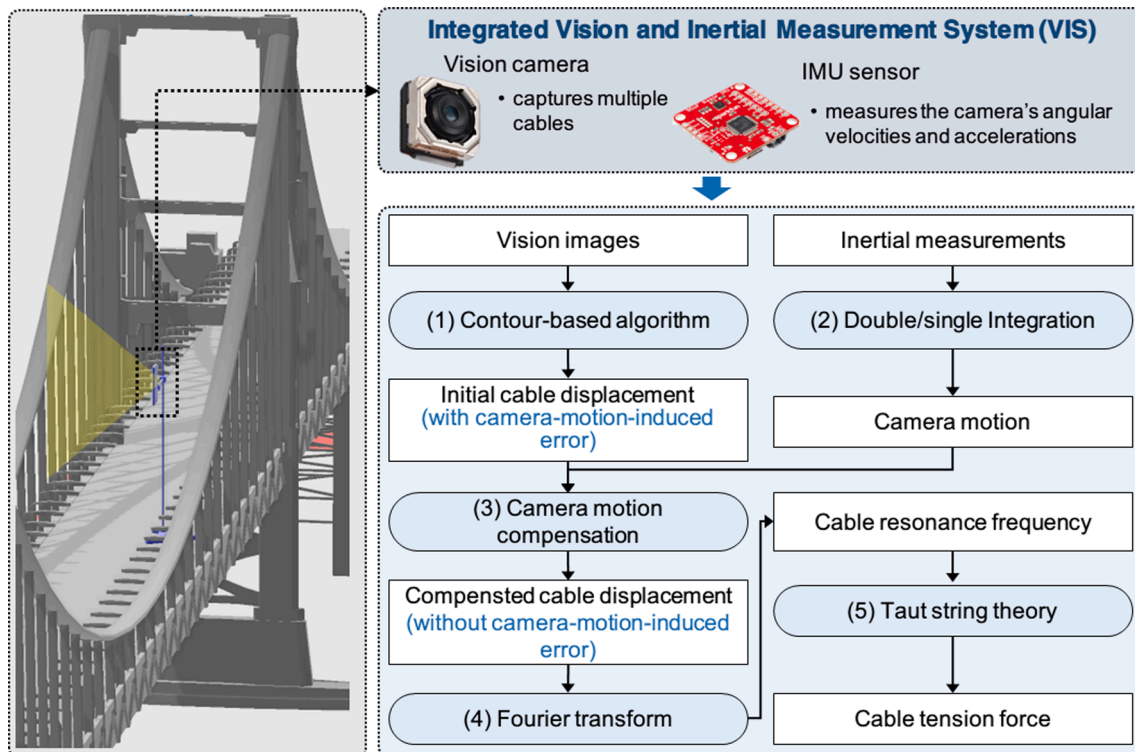 Integrated Vision and Inertial Measurement System (VIS)
Vision camera
• captures multiple
cables
IMU sensor
• measures the camera's angular
velocities and accelerations
Vision images
Inertial measurements
(1) Contour-based algorithm
(2) Double/single Integration
Initial cable displacement
(with camera-motion-induced
error)
Camera motion
(3) Camera motion
compensation
Cable resonance frequency
Compensted cable displacement
(without camera-motion-induced
error)
(5) Taut string theory
(4) Fourier transform
Cable tension force